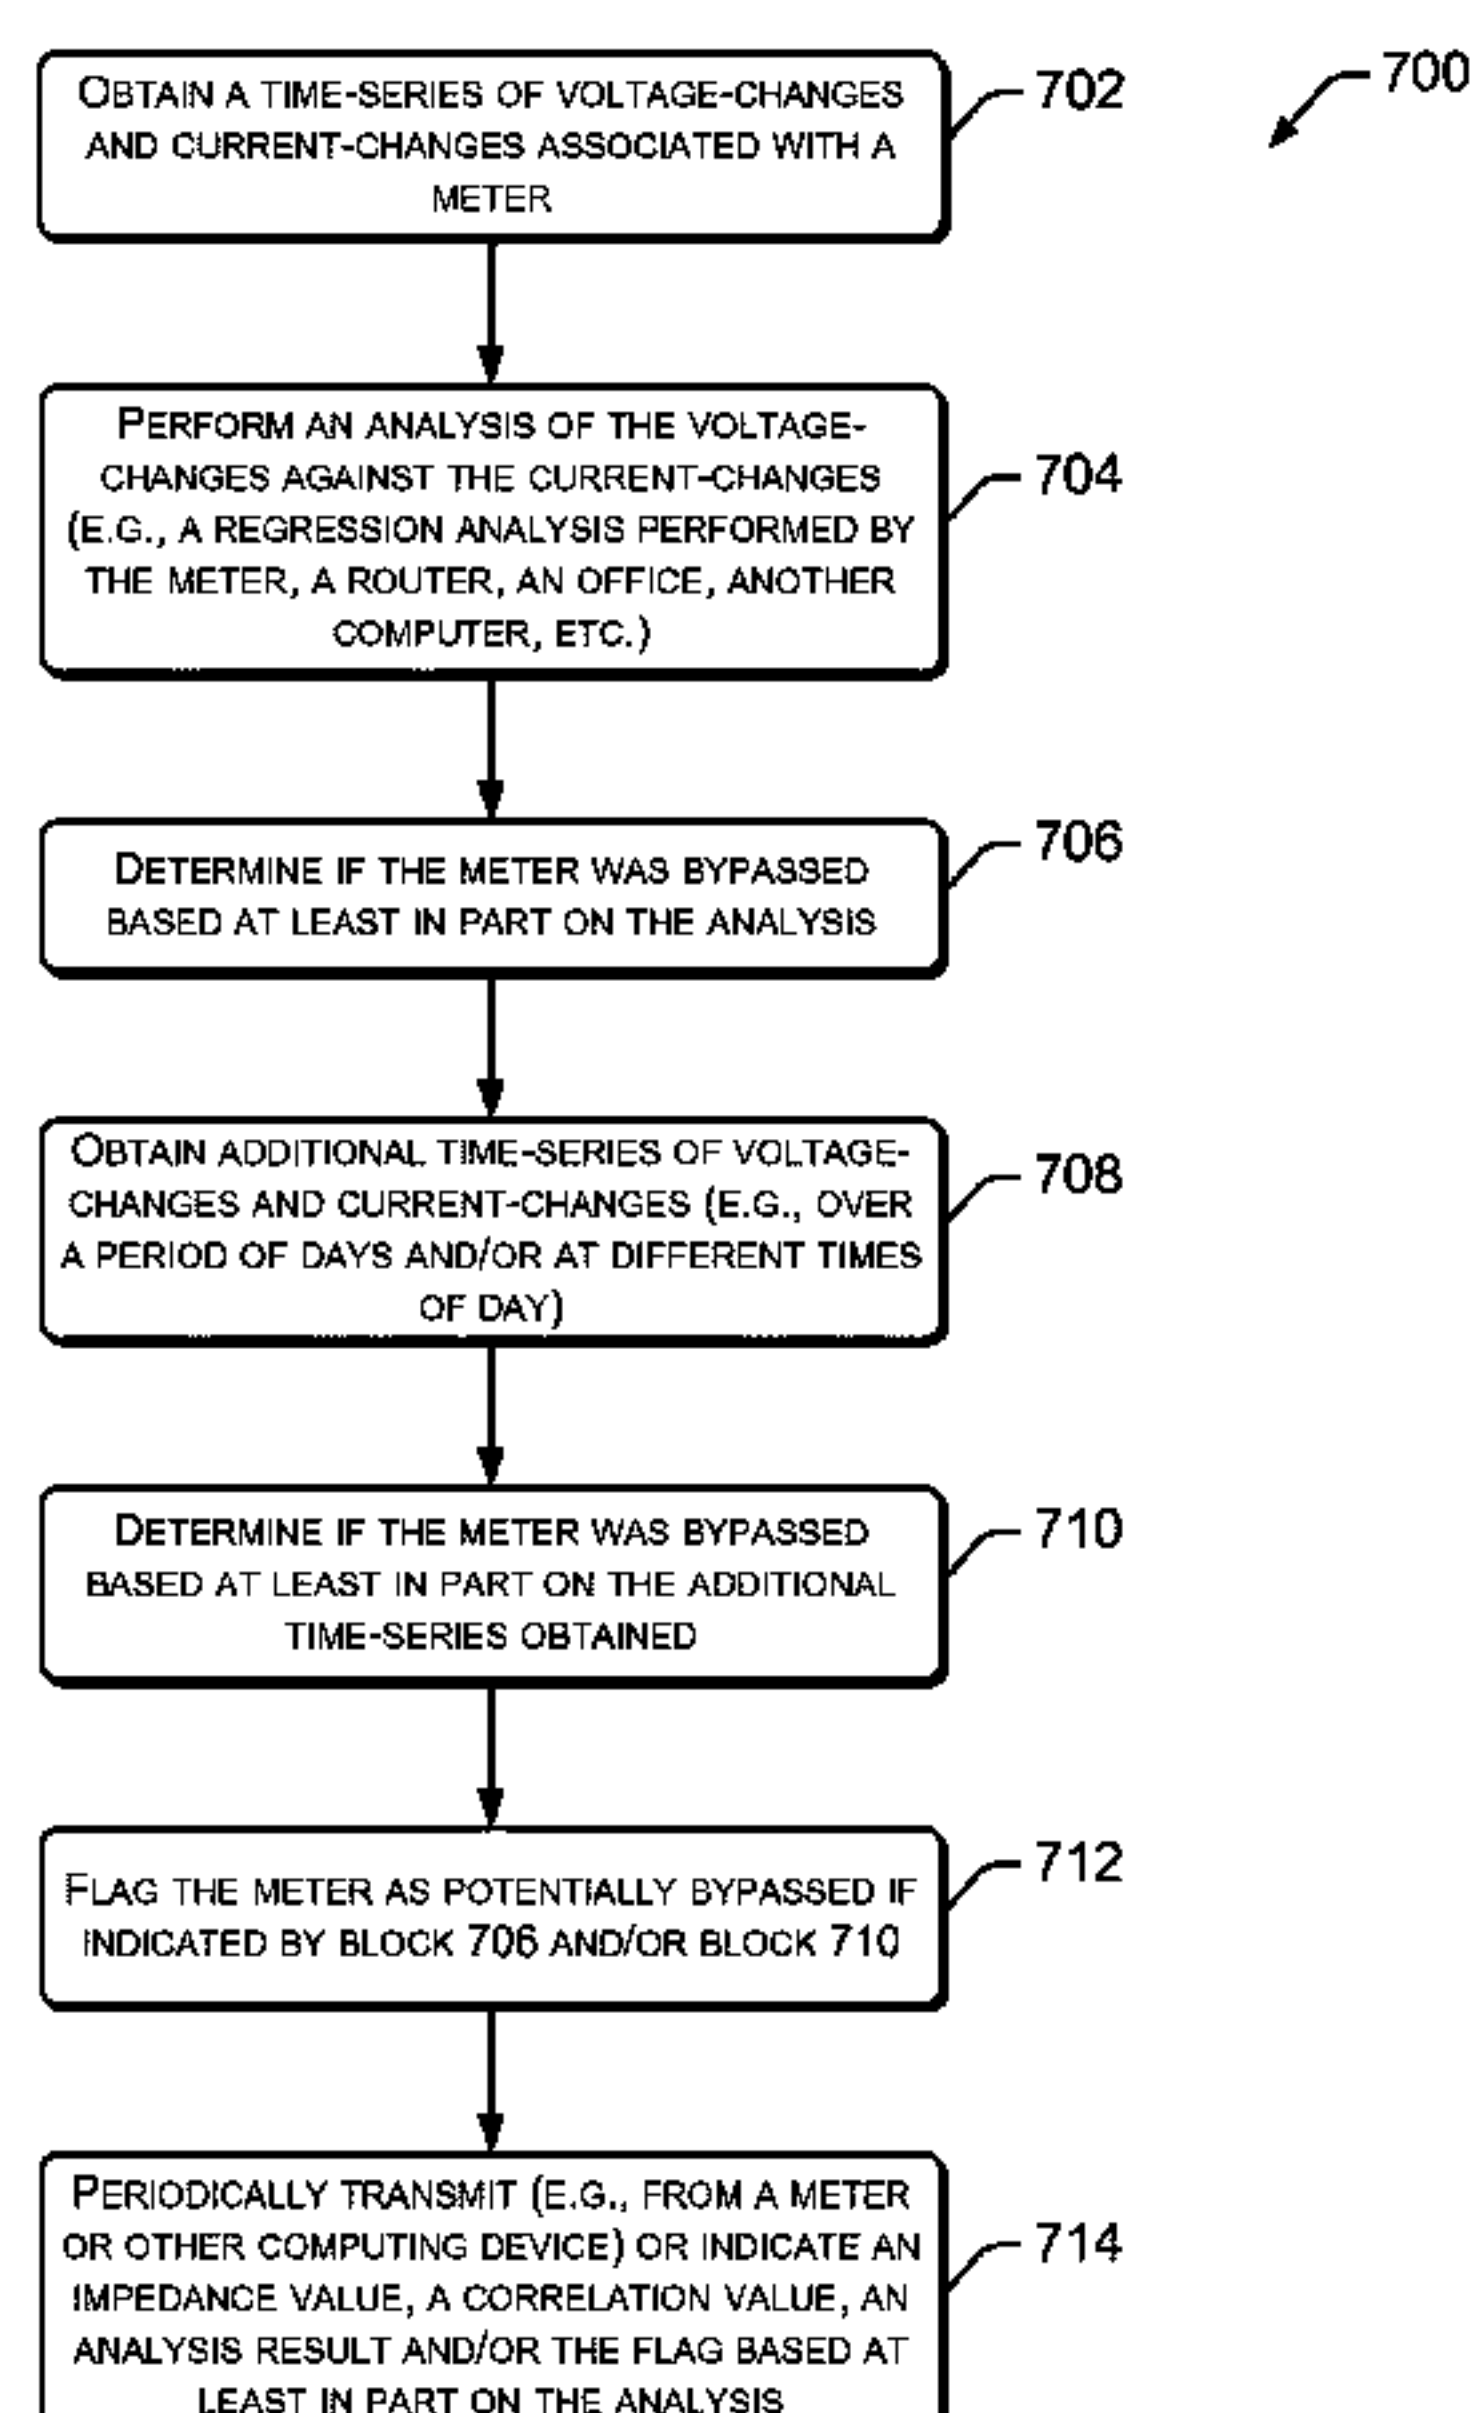 700
OBTAIN A TIME-SERIES OF VOLTAGE-CHANGES
AND CURRENT-CHANGES ASSOCIATED WITH A
METER
702
PERFORM AN ANALYSIS OF THE VOLTAGE-
CHANGES AGAINST THE CURRENT-CHANGES
(E.G., A REGRESSION ANALYSIS PERFORMED BY
THE METER, A ROUTER, AN OFFICE, ANOTHER
COMPUTER, ETC.)
704
DETERMINE IF THE METER WAS BYPASSED
BASED AT LEAST IN PART ON THE ANALYSIS
706
OBTAIN ADDITIONAL TIME-SERIES OF VOLTAGE-
CHANGES AND CURRENT-CHANGES (E.G., OVER
A PERIOD OF DAYS AND/OR AT DIFFERENT TIMES
OF DAY)
708
DETERMINE IF THE METER WAS BYPASSED
BASED AT LEAST IN PART ON THE ADDITIONAL
TIME-SERIES OBTAINED
710
FLAG THE METER AS POTENTIALLY BYPASSED IF
INDICATED BY BLOCK 706 AND/OR BLOCK 710
712
PERIODICALLY TRANSMIT (E.G., FROM A METER
OR OTHER COMPUTING DEVICE) OR INDICATE AN
IMPEDANCE VALUE, A CORRELATION VALUE, AN
ANALYSIS RESULT AND/OR THE FLAG BASED AT
LEAST IN PART ON THE ANALYSIS
714